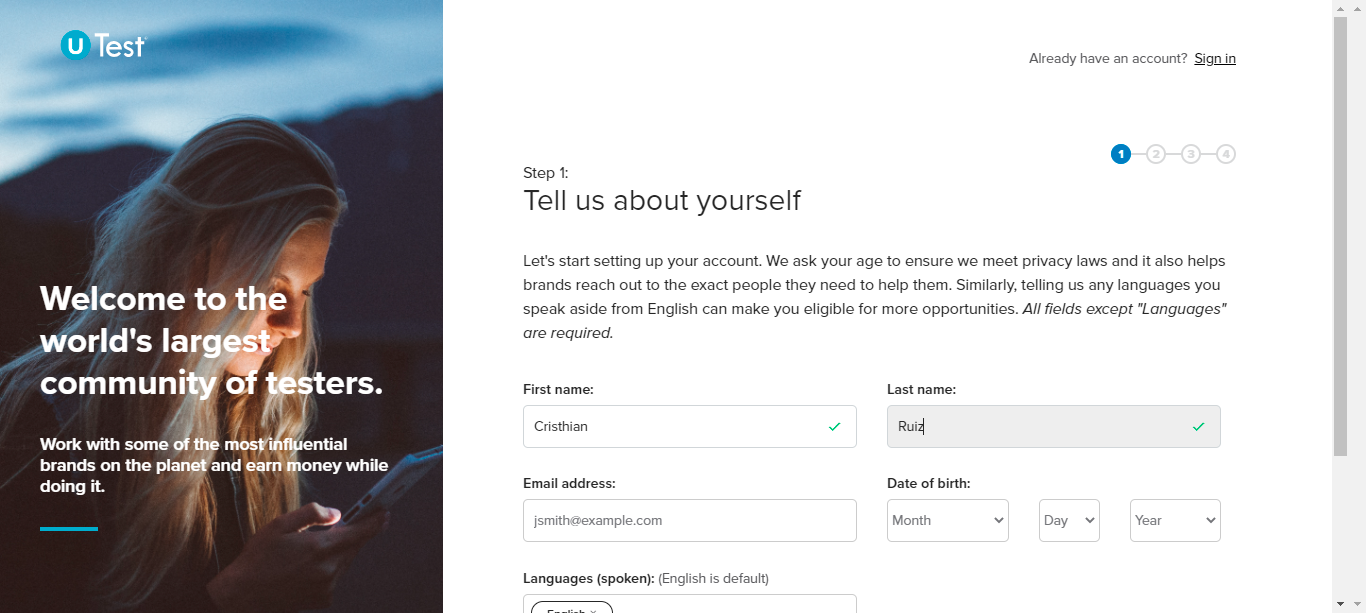 U Test
Already have an account? Sign in
1 2 3 4
Step 1:
Tell us about yourself
Let's start setting up your account. We ask your age to ensure we meet privacy laws and it also helps
brands reach out to the exact people they need to help them. Similarly, telling us any languages you
speak aside from English can make you eligible for more opportunities. All fields except "Languages"
are required.
Welcome to the
world's largest
community of testers.
Work with some of the most influential
brands on the planet and earn money while
doing it.
First name:
Last name:
Cristhian
Ruiz
Email address:
Date of birth:
jsmith@example.com
Month
Day
Year
Languages (spoken): (English is default)
English ×